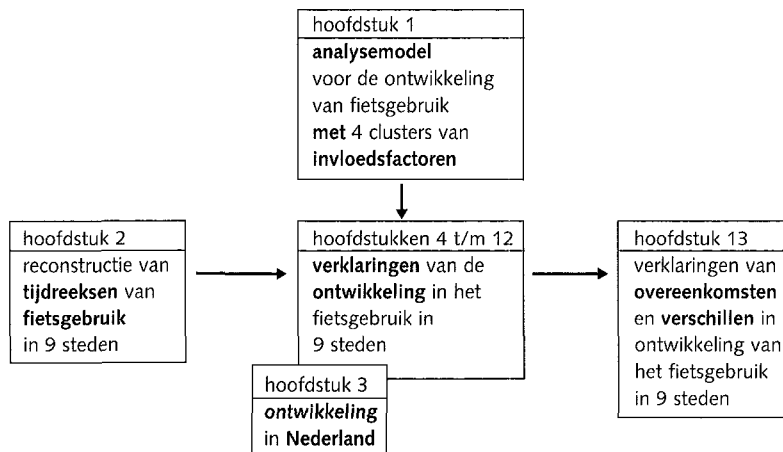 hoofdstuk 1
analysemodel
voor de ontwikkeling
van fietsgebruik
met 4 clusters van
invloedsfactoren
hoofdstuk 2
reconstructie van
tijdreeksen van
fietsgebruik
in 9 steden
hoofdstukken 4 t/m 12
verklaringen van de
ontwikkeling in het
fietsgebruik in
9 steden
hoofdstuk 3
ontwikkeling
in Nederland
hoofdstuk 13
verklaringen van
overeenkomsten
en verschillen in
ontwikkeling van
het fietsgebruik
in 9 steden